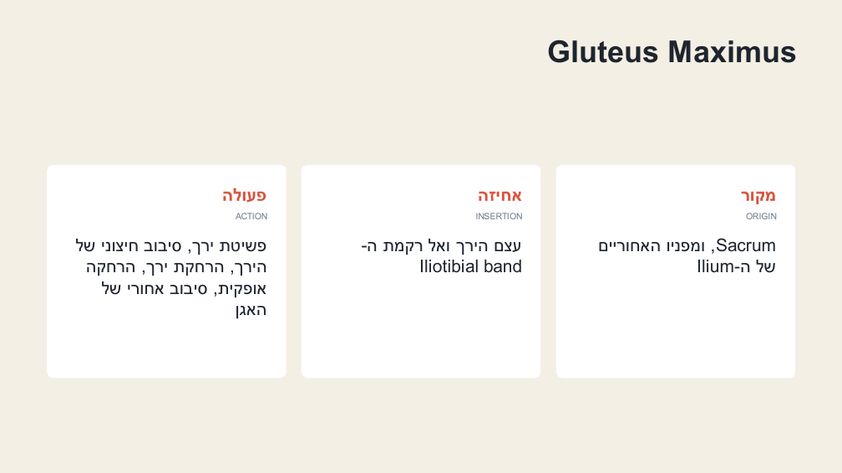 Gluteus Maximus
מקור
ORIGIN
Sacrum, ומפניו האחוריים
של ה-Ilium
אחיזה
INSERTION
עצם הירך ואל רקמת ה-
Iliotibial band
פעולה
ACTION
פשיטת ירך, סיבוב חיצוני של
הירך, הרחקת ירך, הרחקה
אופקית, סיבוב אחורי של
האגן